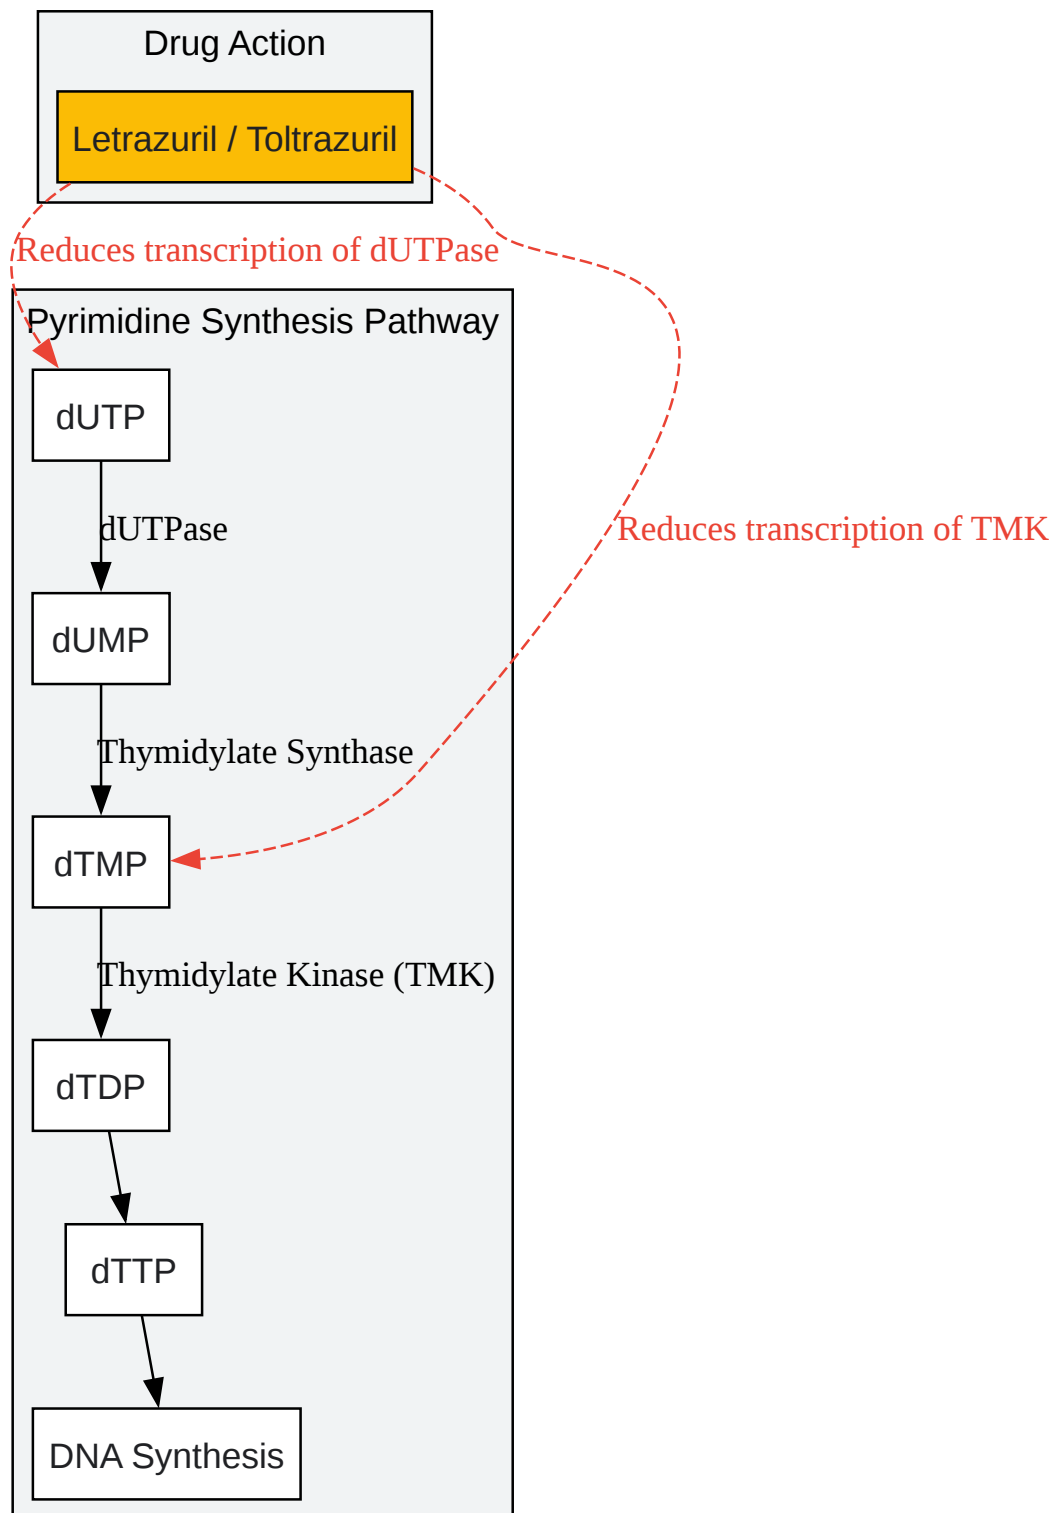 Drug Action
Letrazuril / Toltrazuril
Reduces transcription of dUTPase
Pyrimidine Synthesis Pathway
dUTP
dUTPase
Reduces transcription of TMK
dUMP
Thymidylate Synthase
dTMP
Thymidylate Kinase (TMK)
dTDP
dTTP
DNA Synthesis